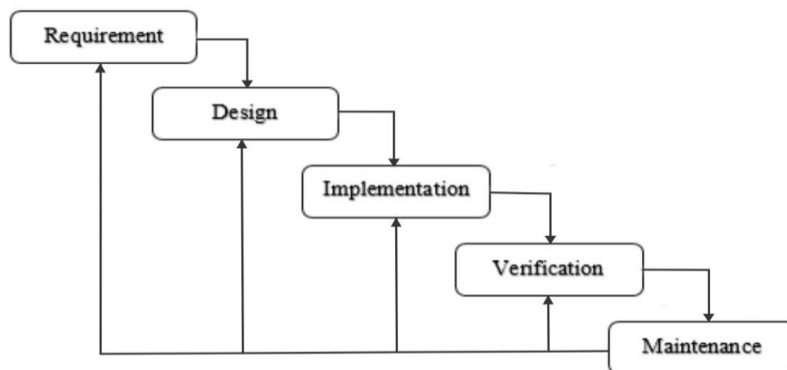 Requirement
Design
Implementation
Verification
Maintenance